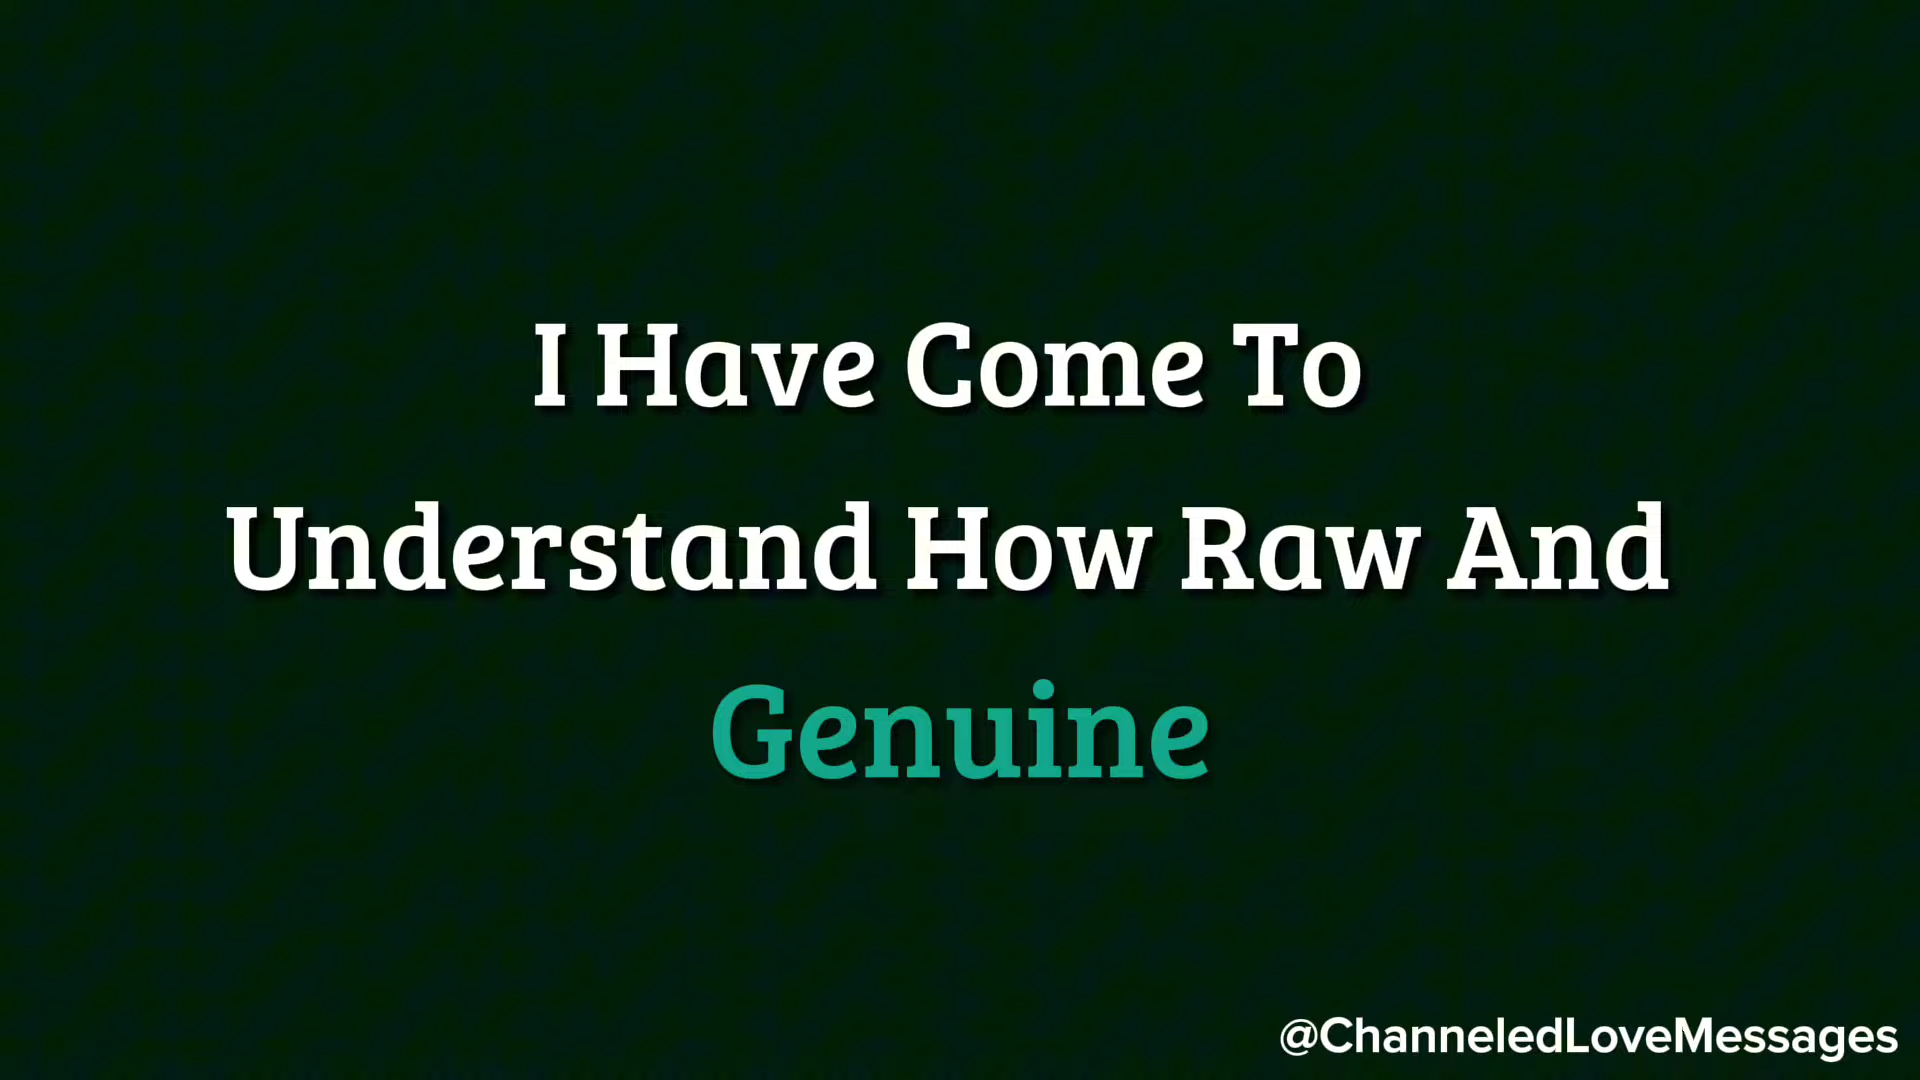 I Have Come To
Understand How Raw And
Genuine
@ChanneledLoveMessages